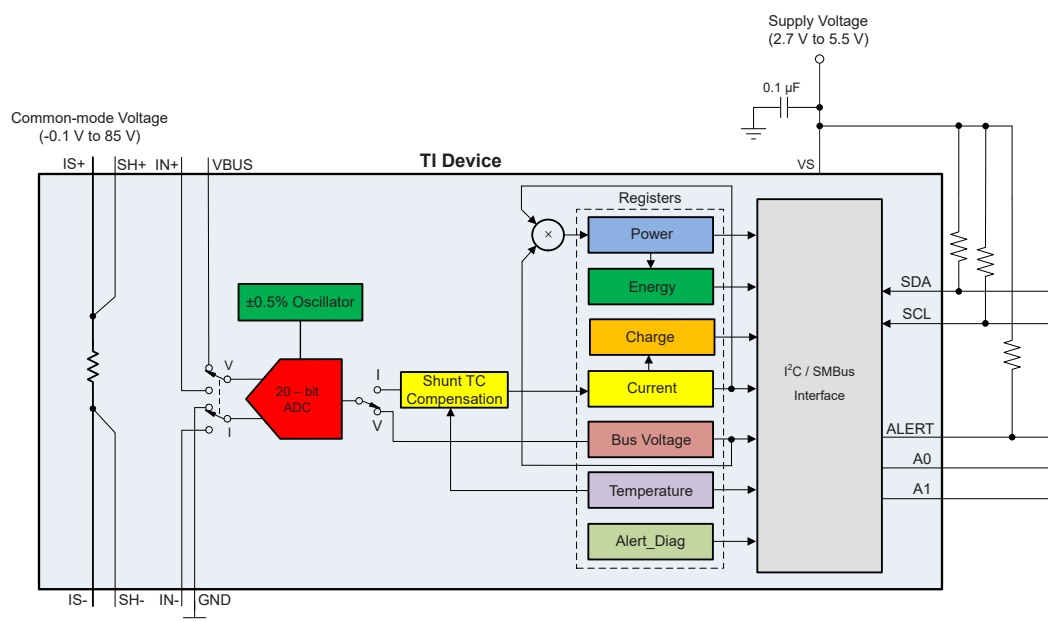 Supply Voltage
(2.7 V to 5.5 V)
0.1 µF
Common-mode Voltage
(-0.1 V to 85 V)
IS+
SH+
IN+
VBUS
TI Device
VS
Registers
×
Power
Energy
±0.5% Oscillator
SDA
SCL
Charge
V
I
Shunt TC
Compensation
Current
I²C / SMBus
Interface
20 – bit
ADC
I
V
Bus Voltage
ALERT
A0
Temperature
A1
Alert_Diag
IS-
SH-
IN-
GND